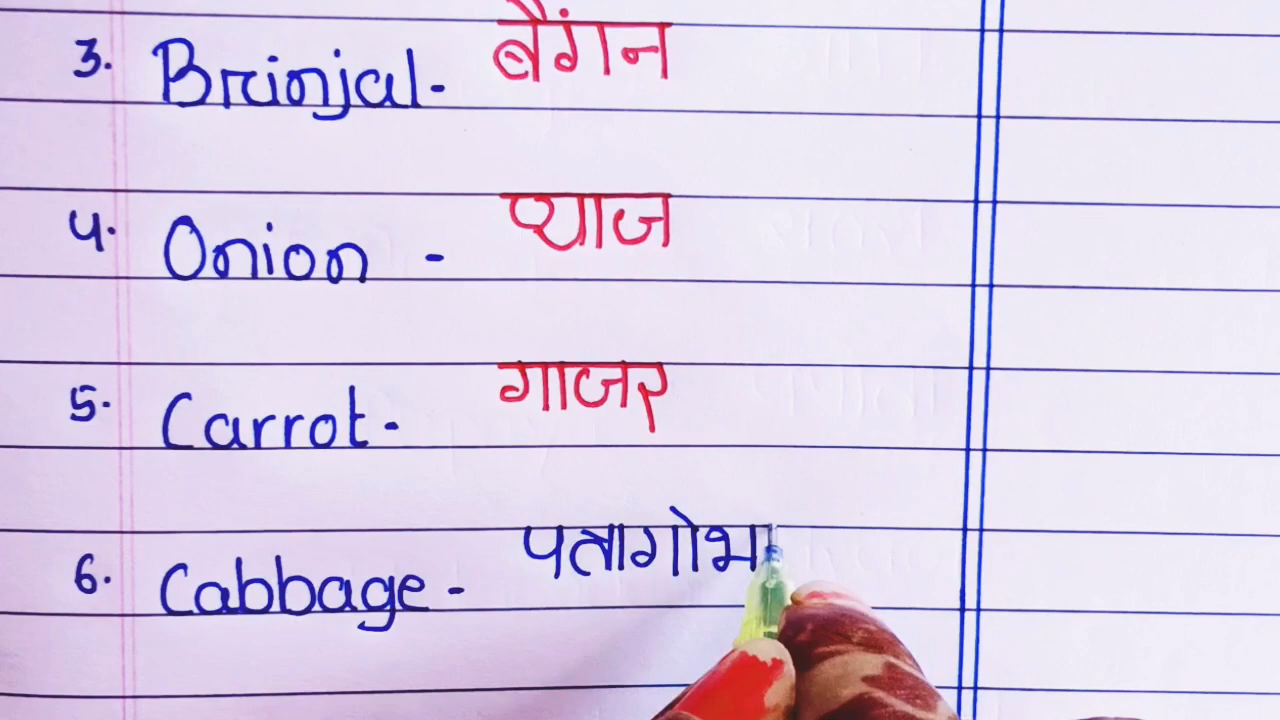 3. Brinjal- बैंगन
4. Onion - प्याज
5. Carrot- गाजर
6. Cabbage - पत्तागोभ